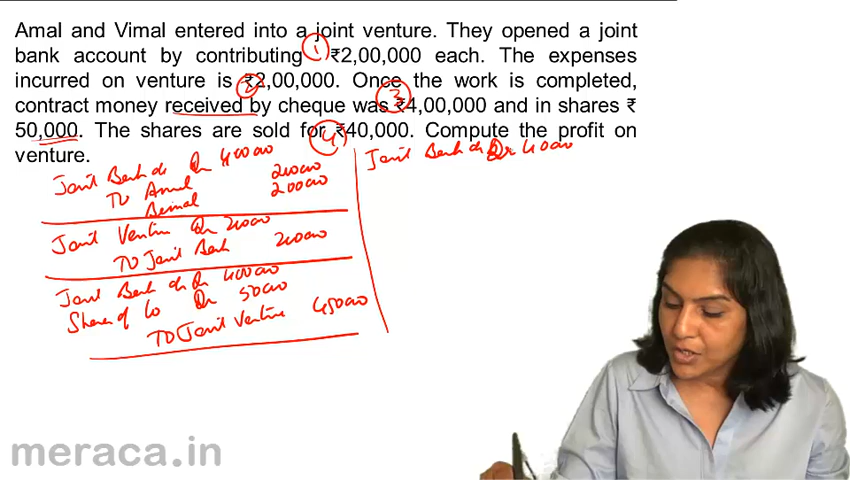 Amal and Vimal entered into a joint venture. They opened a joint
bank account by contributing ① ₹2,00,000 each. The expenses
incurred on venture is ② ₹2,00,000. Once the work is completed,
contract money received by cheque was ③ ₹4,00,000 and in shares ₹
50,000. The shares are sold for ④ ₹40,000. Compute the profit on
venture.
Joint Bank Dr 400000
To Amal 200000
Bimal 200000
Joint Venture Dr 200000
To Joint Bank 200000
Joint Bank Dr 400000
Share of Co Dr 50000
To Joint Venture 450000
Joint Bank Dr 40000
meraca.in